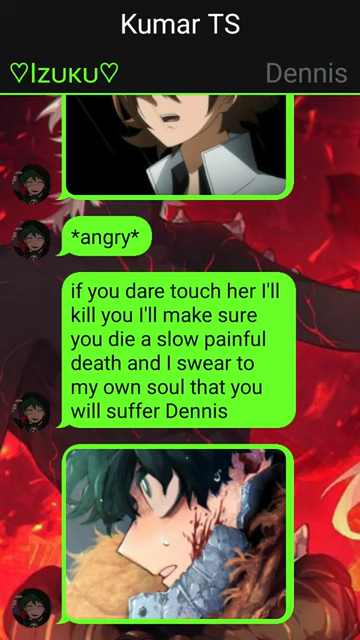 Kumar TS
♡Izuku♡ Dennis
*angry*
if you dare touch her I'll
kill you I'll make sure
you die a slow painful
death and I swear to
my own soul that you
will suffer Dennis